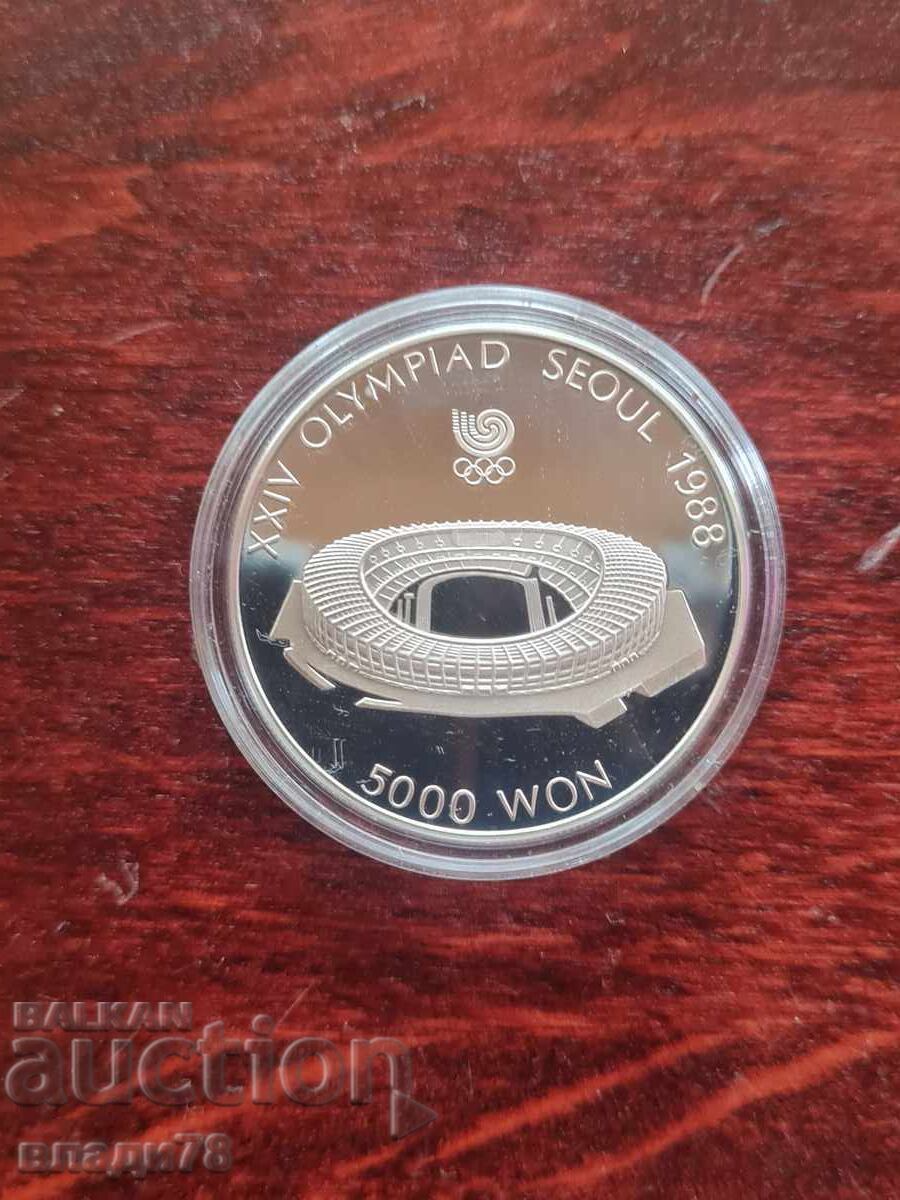 XXIV OLYMPIAD SEOUL 1988
5000 WON
BALKAN
auction
влади78